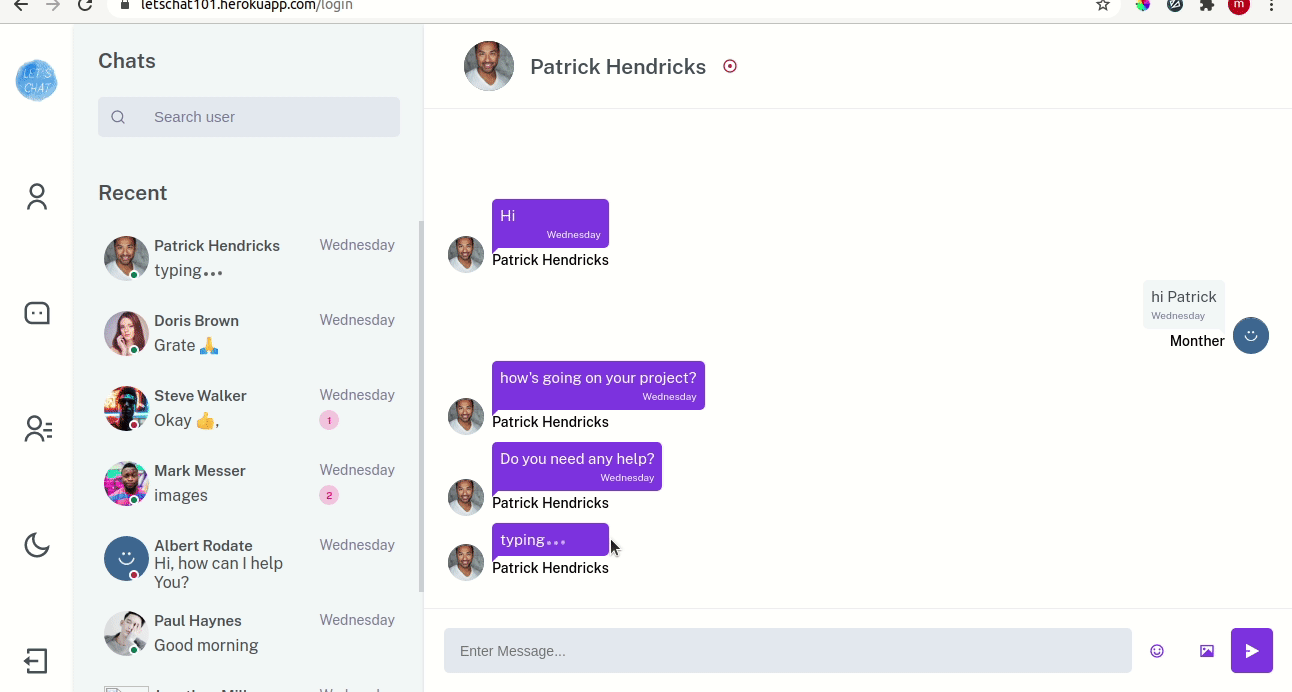 letschat101.herokuapp.com/login
m
LET'S
CHAT
Chats
Search user
Recent
Patrick Hendricks
Wednesday
typing...
Doris Brown
Wednesday
Grate 🙏
Steve Walker
Wednesday
Okay 👍,
1
Mark Messer
Wednesday
images
2
Albert Rodate
Wednesday
Hi, how can I help
You?
Paul Haynes
Wednesday
Good morning
Patrick Hendricks
Hi
Wednesday
Patrick Hendricks
hi Patrick
Wednesday
Monther
how's going on your project?
Wednesday
Patrick Hendricks
Do you need any help?
Wednesday
Patrick Hendricks
typing...
Patrick Hendricks
Enter Message...